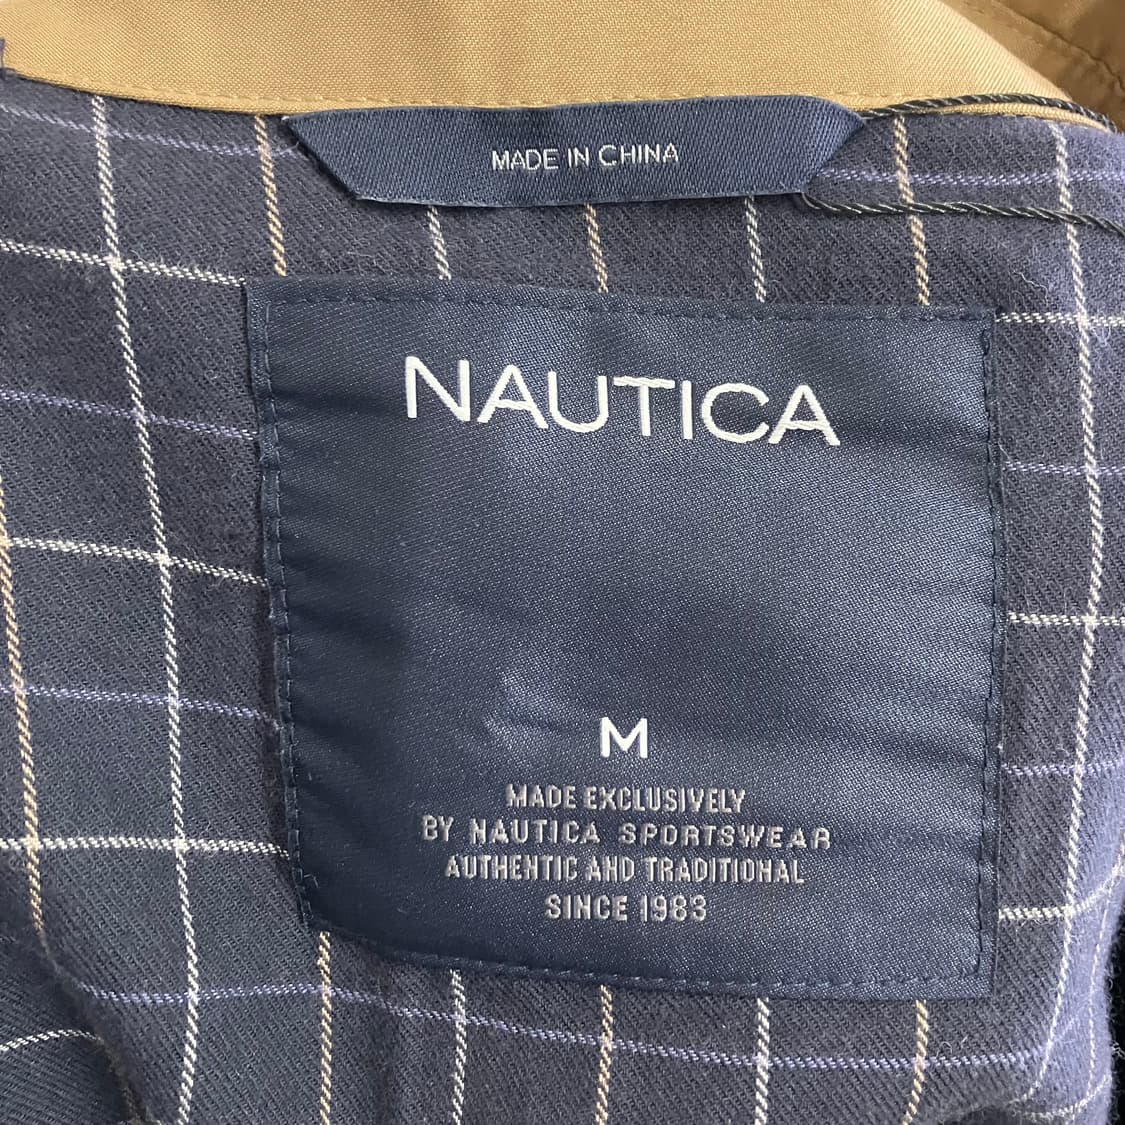 MADE IN CHINA
NAUTICA
M
MADE EXCLUSIVELY
BY NAUTICA SPORTSWEAR
AUTHENTIC AND TRADITIONAL
SINCE 1983